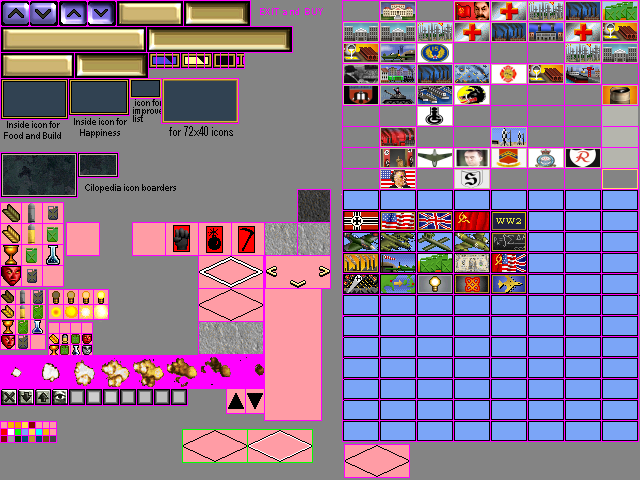 EXIT and BUY
Inside icon for
Food and Build
Inside icon for
Happiness
icon for
improve
list
for 72x40 icons
Cilopedia icon boarders
WW2